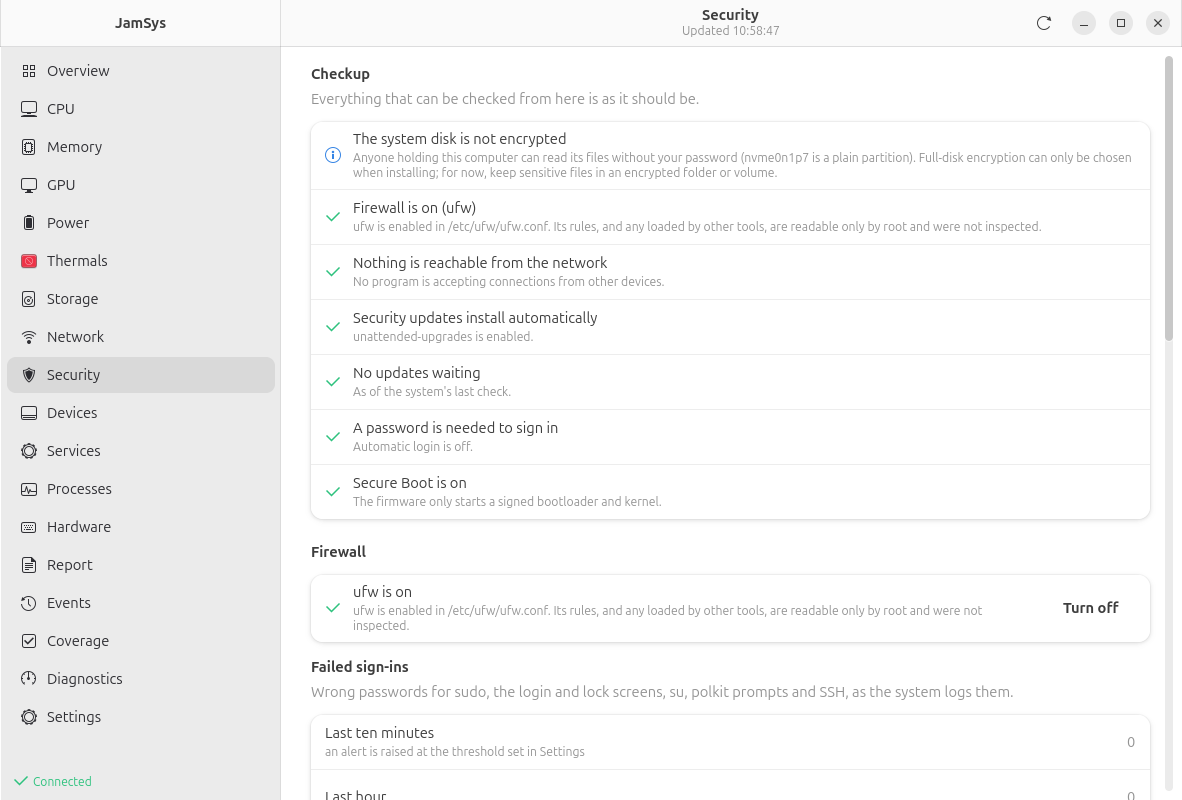 JamSys
Security
Updated 10:58:47
Overview
CPU
Memory
GPU
Power
Thermals
Storage
Network
Security
Devices
Services
Processes
Hardware
Report
Events
Coverage
Diagnostics
Settings
Connected
Checkup
Everything that can be checked from here is as it should be.
The system disk is not encrypted
Anyone holding this computer can read its files without your password (nvme0n1p7 is a plain partition). Full-disk encryption can only be chosen
when installing; for now, keep sensitive files in an encrypted folder or volume.
Firewall is on (ufw)
ufw is enabled in /etc/ufw/ufw.conf. Its rules, and any loaded by other tools, are readable only by root and were not inspected.
Nothing is reachable from the network
No program is accepting connections from other devices.
Security updates install automatically
unattended-upgrades is enabled.
No updates waiting
As of the system's last check.
A password is needed to sign in
Automatic login is off.
Secure Boot is on
The firmware only starts a signed bootloader and kernel.
Firewall
ufw is on
ufw is enabled in /etc/ufw/ufw.conf. Its rules, and any loaded by other tools, are readable only by root and were not
inspected.
Turn off
Failed sign-ins
Wrong passwords for sudo, the login and lock screens, su, polkit prompts and SSH, as the system logs them.
Last ten minutes
an alert is raised at the threshold set in Settings
0
Last hour
0